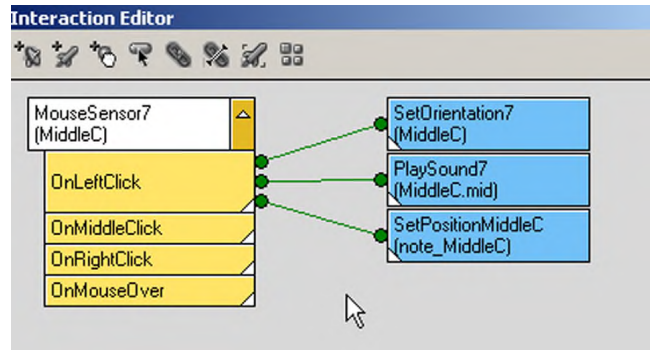 Interaction Editor
MouseSensor7
(MiddleC)
OnLeftClick
OnMiddleClick
OnRightClick
OnMouseOver
SetOrientation7
(MiddleC)
PlaySound7
(MiddleC.mid)
SetPositionMiddleC
(note_MiddleC)